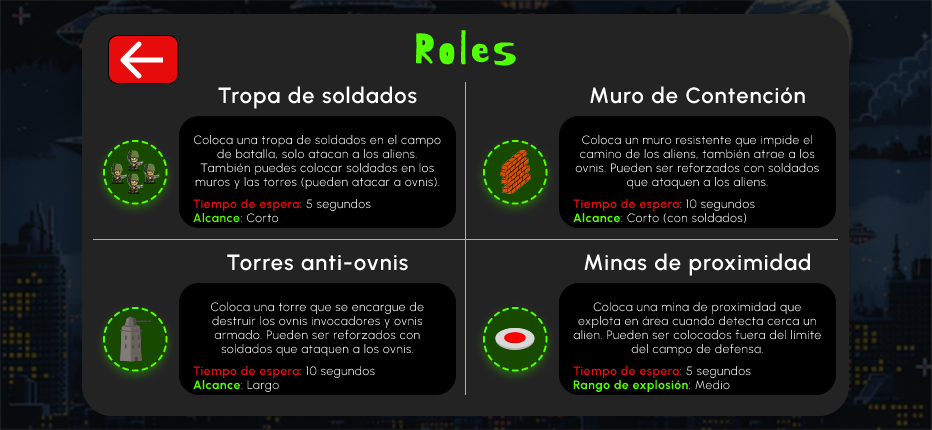 Roles
Tropa de soldados
Coloca una tropa de soldados en el campo
de batalla, solo atacan a los aliens.
También puedes colocar soldados en los
muros y las torres (pueden atacar a ovnis).
Tiempo de espera: 5 segundos
Alcance: Corto
Muro de Contención
Coloca un muro resistente que impide el
camino de los aliens, también atrae a los
ovnis. Pueden ser reforzados con soldados
que ataquen a los aliens.
Tiempo de espera: 10 segundos
Alcance: Corto (con soldados)
Torres anti-ovnis
Coloca una torre que se encargue de
destruir los ovnis invocadores y ovnis
armado. Pueden ser reforzados con
soldados que ataquen a los ovnis.
Tiempo de espera: 10 segundos
Alcance: Largo
Minas de proximidad
Coloca una mina de proximidad que
explota en área cuando detecta cerca un
alien. Pueden ser colocados fuera del límite
del campo de defensa.
Tiempo de espera: 5 segundos
Rango de explosión: Medio